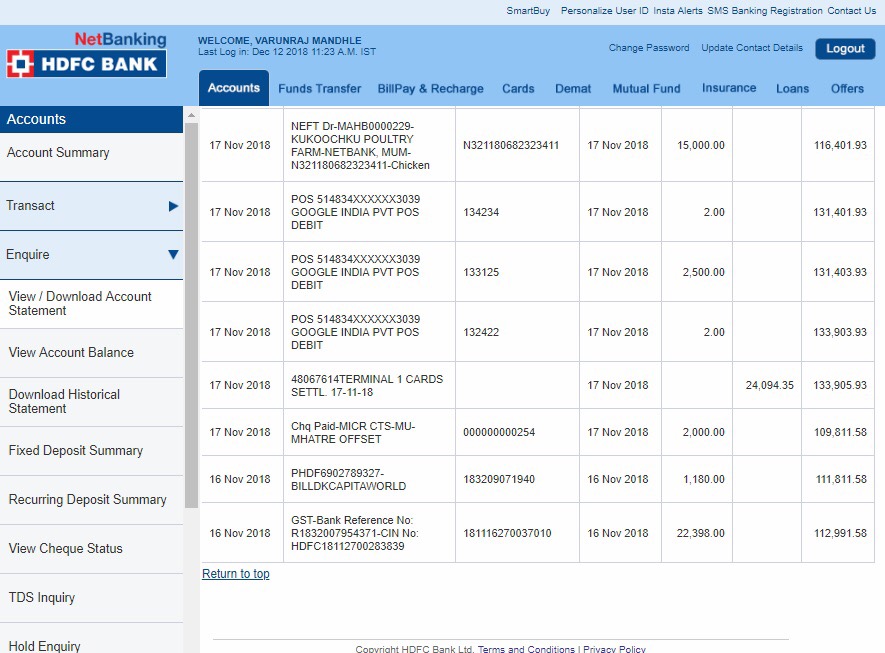 SmartBuy Personalize User ID Insta Alerts SMS Banking Registration Contact Us
NetBanking
HDFC BANK
WELCOME, VARUNRAJ MANDHLE
Last Log in: Dec 12 2018 11:23 A.M. IST
Change Password Update Contact Details Logout
Accounts Funds Transfer BillPay & Recharge Cards Demat Mutual Fund Insurance Loans Offers
Accounts
Account Summary
Transact
Enquire
View / Download Account
Statement
View Account Balance
Download Historical
Statement
Fixed Deposit Summary
Recurring Deposit Summary
View Cheque Status
TDS Inquiry
Hold Enquiry
17 Nov 2018
NEFT Dr-MAHB0000229-
KUKOOCHKU POULTRY
FARM-NETBANK, MUM-
N321180682323411-Chicken
N321180682323411 17 Nov 2018 15,000.00 116,401.93
17 Nov 2018
POS 514834XXXXXX3039
GOOGLE INDIA PVT POS
DEBIT
134234 17 Nov 2018 2.00 131,401.93
17 Nov 2018
POS 514834XXXXXX3039
GOOGLE INDIA PVT POS
DEBIT
133125 17 Nov 2018 2,500.00 131,403.93
17 Nov 2018
POS 514834XXXXXX3039
GOOGLE INDIA PVT POS
DEBIT
132422 17 Nov 2018 2.00 133,903.93
17 Nov 2018
48067614TERMINAL 1 CARDS
SETTL. 17-11-18
17 Nov 2018 24,094.35 133,905.93
17 Nov 2018
Chq Paid-MICR CTS-MU-
MHATRE OFFSET
000000000254 17 Nov 2018 2,000.00 109,811.58
16 Nov 2018
PHDF6902789327-
BILLDKCAPITAWORLD
183209071940 16 Nov 2018 1,180.00 111,811.58
16 Nov 2018
GST-Bank Reference No:
R1832007954371-CIN No:
HDFC18112700283839
181116270037010 16 Nov 2018 22,398.00 112,991.58
Return to top
Copyright HDFC Bank Ltd. Terms and Conditions | Privacy Policy